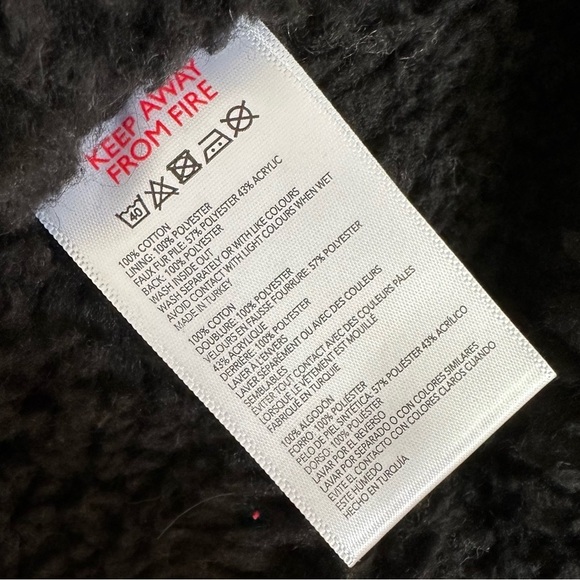 KEEP AWAY
FROM FIRE
40
100% COTTON
LINING: 100% POLYESTER
FAUX FUR PILE: 57% POLYESTER 43% ACRYLIC
BACK: 100% POLYESTER
WASH INSIDE OUT
WASH SEPARATELY OR WITH LIKE COLOURS
AVOID CONTACT WITH LIGHT COLOURS WHEN WET
MADE IN TURKEY
100% COTON
DOUBLURE: 100% POLYESTER
VELOURS EN FAUSSE FOURRURE: 57% POLYESTER
43% ACRYLIQUE
DERRIÈRE: 100% POLYESTER
LAVER A L'ENVERS
LAVER SÉPARÉMENT OU AVEC DES COULEURS
SEMBLABLES
ÉVITER TOUT CONTACT AVEC DES COULEURS PÂLES
LORSQUE LE VÊTEMENT EST MOUILLÉ
FABRIQUÉ EN TURQUIE
100% ALGODÓN
FORRO: 100% POLIÉSTER
PELO DE PIEL SINTÉTICA: 57% POLIÉSTER 43% ACRÍLICO
DORSO: 100% POLIÉSTER
LAVAR POR EL REVERSO
LAVAR POR SEPARADO O CON COLORES SIMILARES
EVITE EL CONTACTO CON COLORES CLAROS CUANDO
ESTE HÚMEDO
HECHO EN TURQUÍA